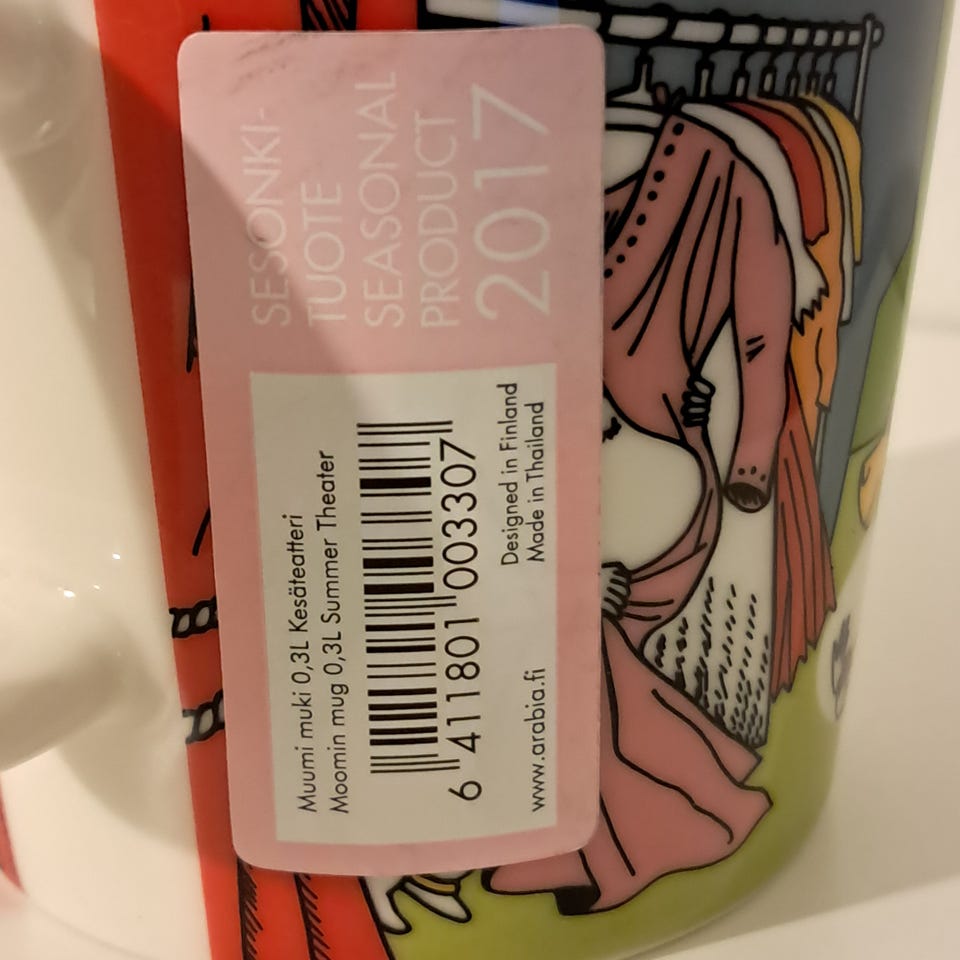 SESONKI-
TUOTE
SEASONAL
PRODUCT
2017
Muumi muki 0,3L Kesäteatteri
Moomin mug 0,3L Summer Theater
6 411801 003307
Designed in Finland
Made in Thailand
www.arabia.fi